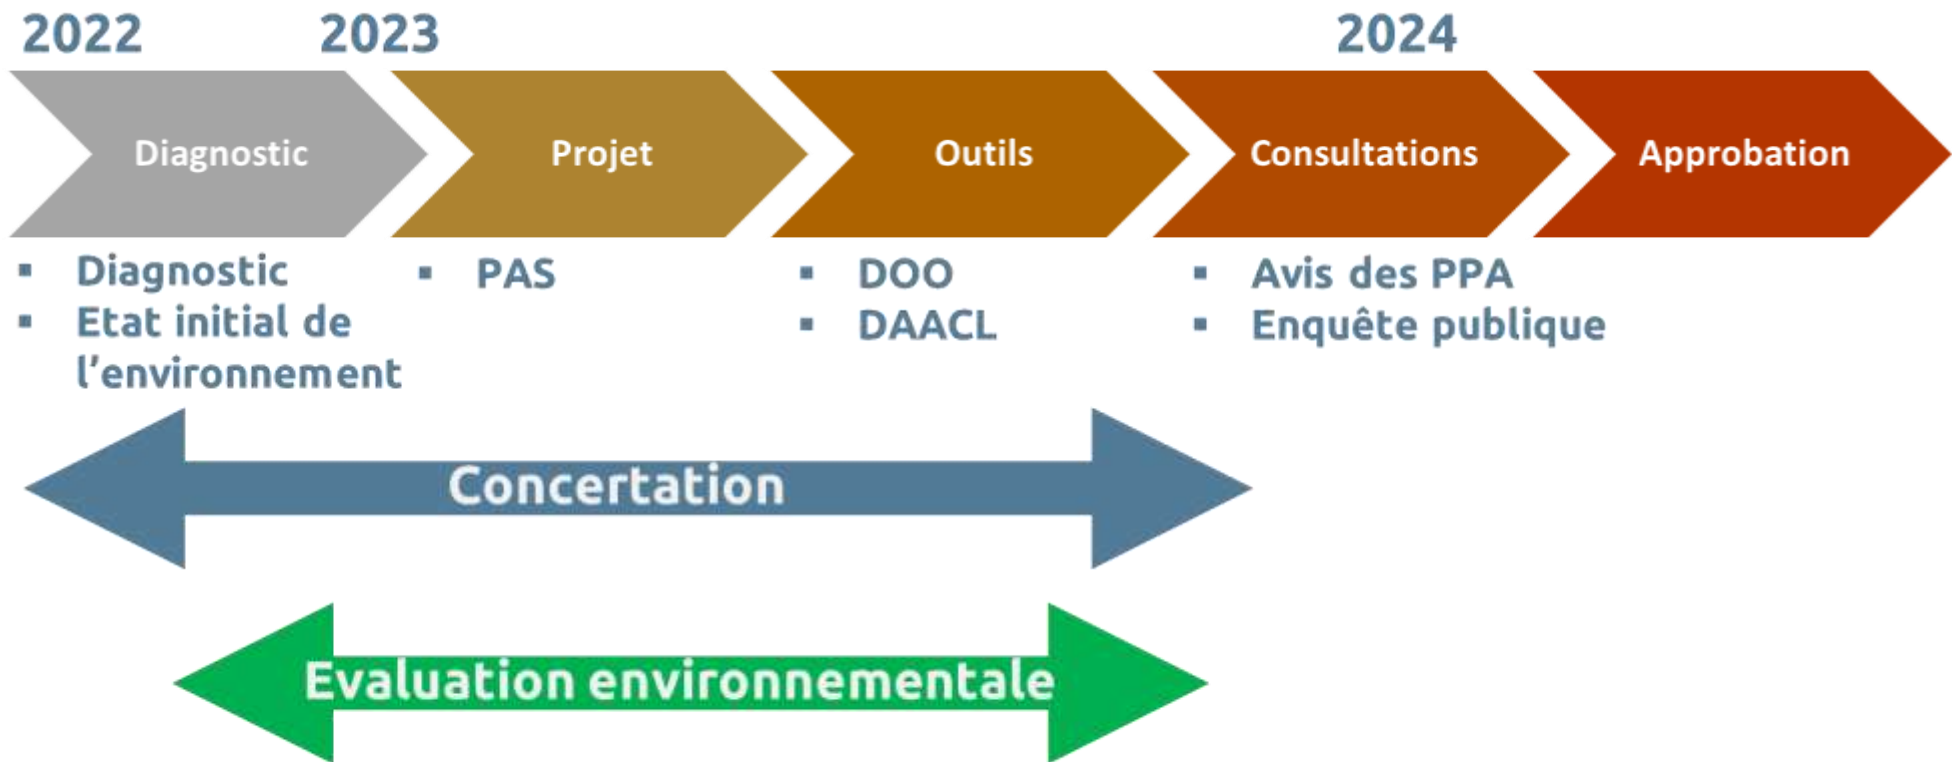 2022 2023 2024
Diagnostic Projet Outils Consultations Approbation
▪ Diagnostic
▪ Etat initial de
l’environnement
▪ PAS
▪ DOO
▪ DAACL
▪ Avis des PPA
▪ Enquête publique
Concertation
Evaluation environnementale